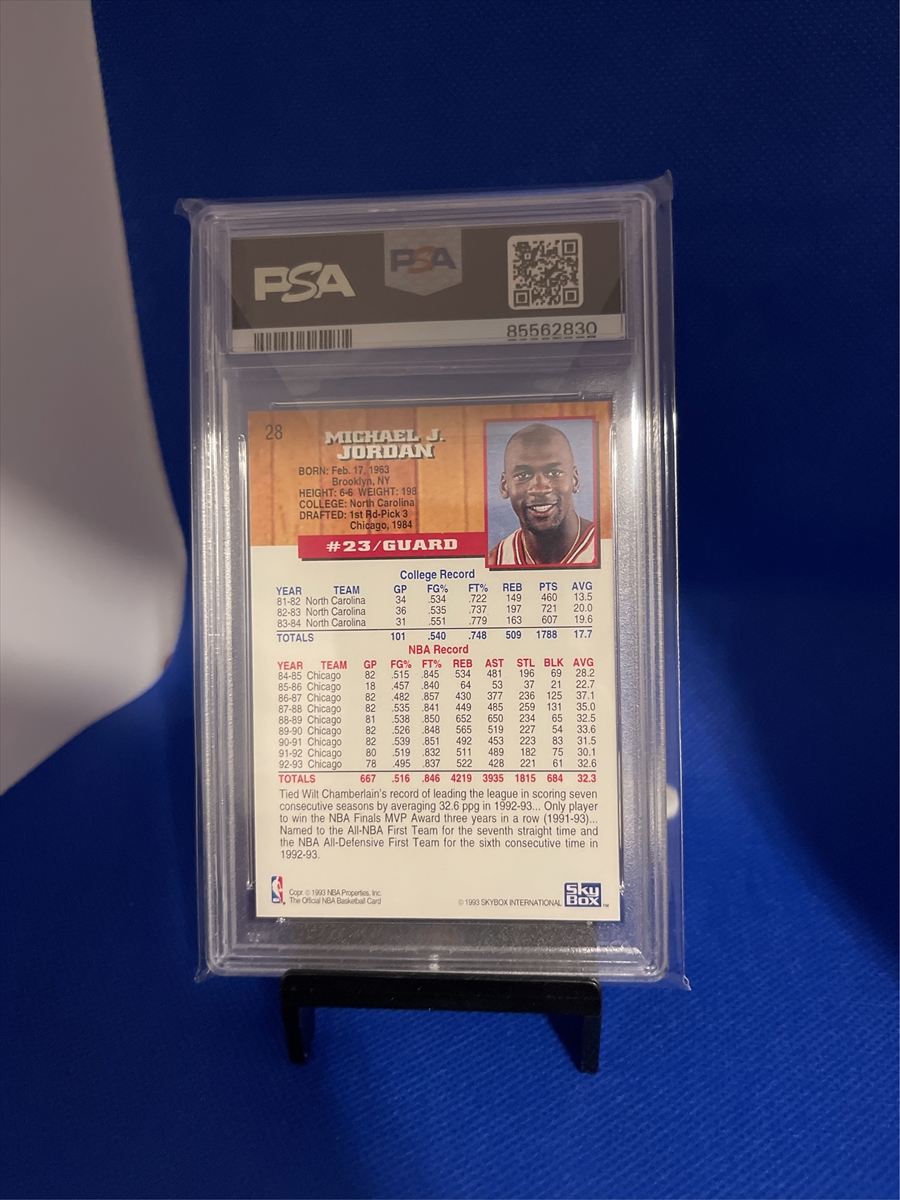 PSA
PSA
85562830
28
MICHAEL J.
JORDAN
BORN: Feb. 17, 1963
Brooklyn, NY
HEIGHT: 6-6 WEIGHT: 198
COLLEGE: North Carolina
DRAFTED: 1st Rd-Pick 3
Chicago, 1984
#23/GUARD
College Record
YEAR TEAM GP FG% FT% REB PTS AVG
81-82 North Carolina 34 .534 .722 149 460 13.5
82-83 North Carolina 36 .535 .737 197 721 20.0
83-84 North Carolina 31 .551 .779 163 607 19.6
TOTALS 101 .540 .748 509 1788 17.7
NBA Record
YEAR TEAM GP FG% FT% REB AST STL BLK AVG
84-85 Chicago 82 .515 .845 534 481 196 69 28.2
85-86 Chicago 18 .457 .840 64 53 37 21 22.7
86-87 Chicago 82 .482 .857 430 377 236 125 37.1
87-88 Chicago 82 .535 .841 449 485 259 131 35.0
88-89 Chicago 81 .538 .850 652 650 234 65 32.5
89-90 Chicago 82 .526 .848 565 519 227 54 33.6
90-91 Chicago 82 .539 .851 492 453 223 83 31.5
91-92 Chicago 80 .519 .832 511 489 182 75 30.1
92-93 Chicago 78 .495 .837 522 428 221 61 32.6
TOTALS 667 .516 .846 4219 3935 1815 684 32.3
Tied Wilt Chamberlain's record of leading the league in scoring seven
consecutive seasons by averaging 32.6 ppg in 1992-93... Only player
to win the NBA Finals MVP Award three years in a row (1991-93)...
Named to the All-NBA First Team for the seventh straight time and
the NBA All-Defensive First Team for the sixth consecutive time in
1992-93.
Copr. © 1993 NBA Properties, Inc.
The Official NBA Basketball Card
© 1993 SKYBOX INTERNATIONAL
Sky
Box™